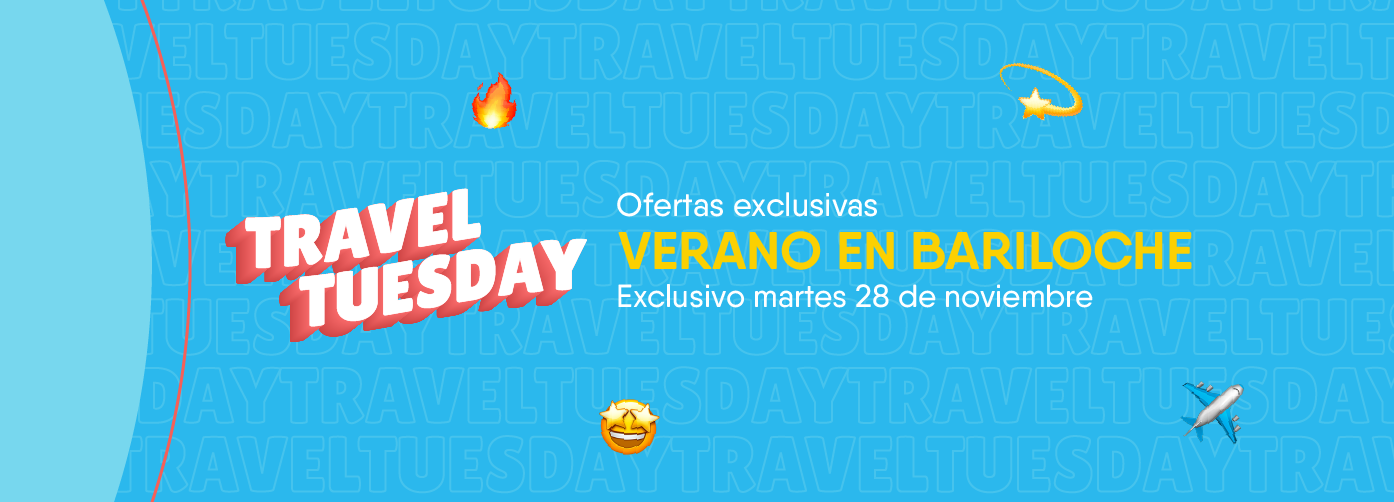 TRAVEL
TUESDAY
Ofertas exclusivas
VERANO EN BARILOCHE
Exclusivo martes 28 de noviembre